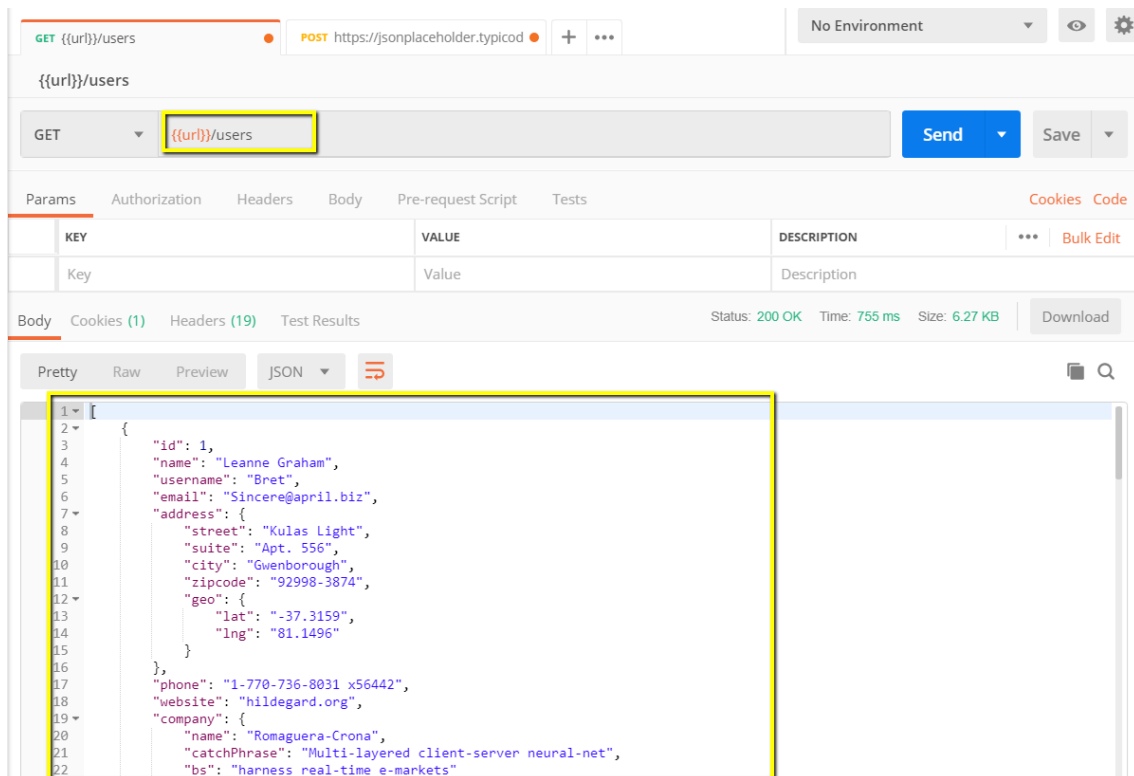 GET {{url}}/users
POST https://jsonplaceholder.typicod
+ •••
No Environment
{{url}}/users
GET {{url}}/users
Send
Save
Params Authorization Headers Body Pre-request Script Tests
Cookies Code
KEY VALUE DESCRIPTION ••• Bulk Edit
Key Value Description
Body Cookies (1) Headers (19) Test Results
Status: 200 OK Time: 755 ms Size: 6.27 KB Download
Pretty Raw Preview JSON
1 [
2 {
3 "id": 1,
4 "name": "Leanne Graham",
5 "username": "Bret",
6 "email": "Sincere@april.biz",
7 "address": {
8 "street": "Kulas Light",
9 "suite": "Apt. 556",
10 "city": "Gwenborough",
11 "zipcode": "92998-3874",
12 "geo": {
13 "lat": "-37.3159",
14 "lng": "81.1496"
15 }
16 },
17 "phone": "1-770-736-8031 x56442",
18 "website": "hildegard.org",
19 "company": {
20 "name": "Romaguera-Crona",
21 "catchPhrase": "Multi-layered client-server neural-net",
22 "bs": "harness real-time e-markets"